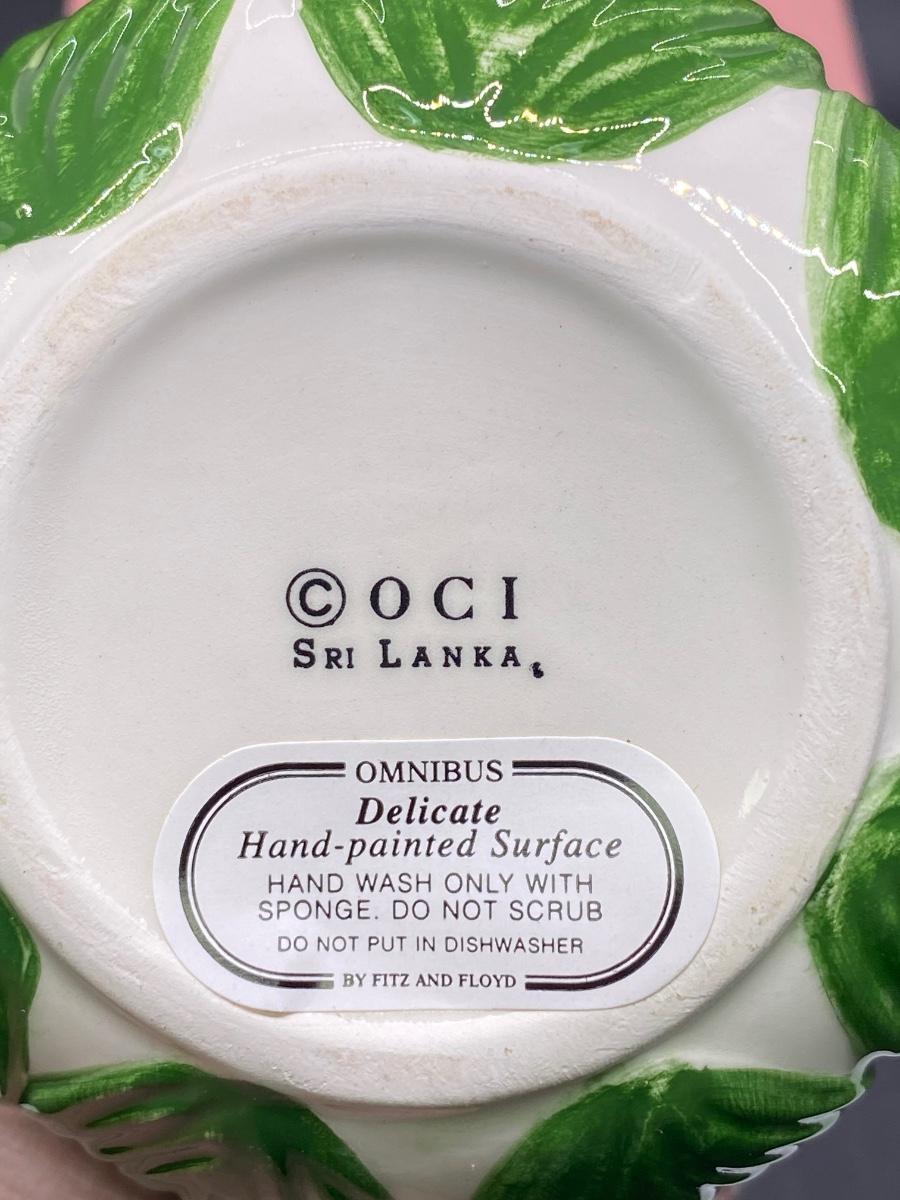 ©OCI
SRI LANKA
OMNIBUS
Delicate
Hand-painted Surface
HAND WASH ONLY WITH
SPONGE. DO NOT SCRUB
DO NOT PUT IN DISHWASHER
BY FITZ AND FLOYD